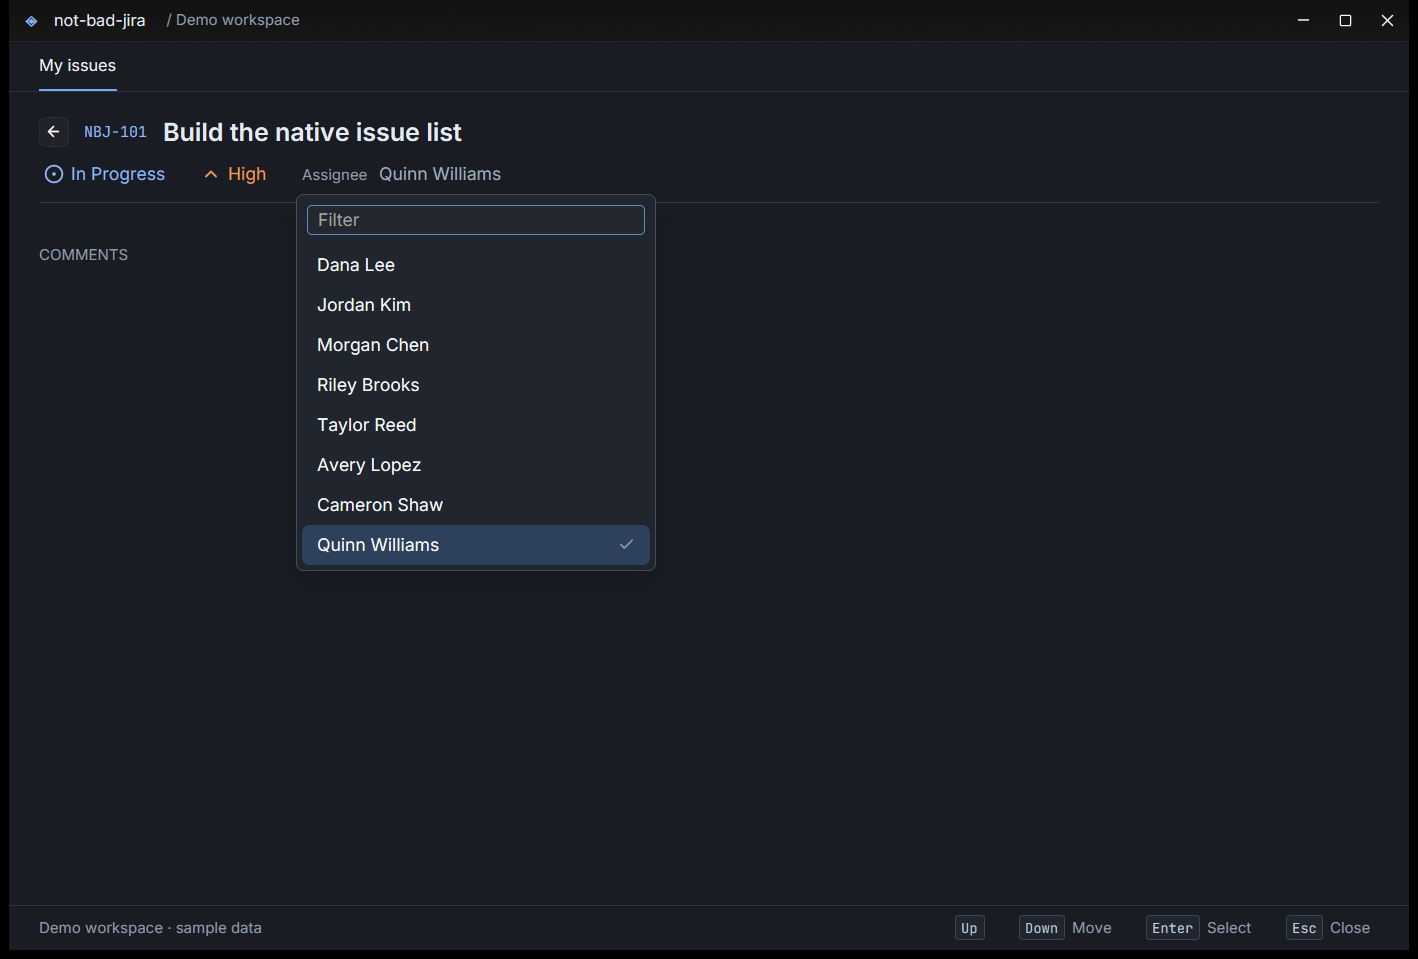 not-bad-jira / Demo workspace
My issues
NBJ-101 Build the native issue list
In Progress High Assignee Quinn Williams
Filter
COMMENTS
Dana Lee
Jordan Kim
Morgan Chen
Riley Brooks
Taylor Reed
Avery Lopez
Cameron Shaw
Quinn Williams
Demo workspace · sample data Up Down Move Enter Select Esc Close